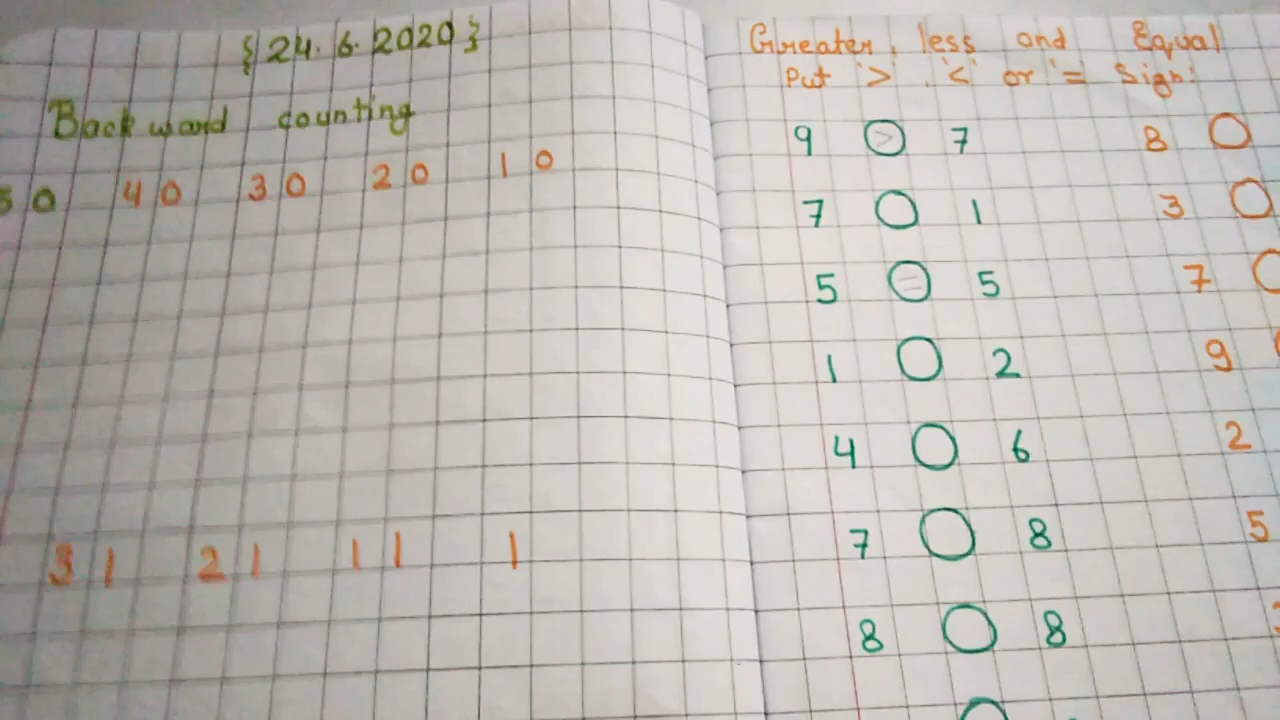 {24.6.2020}
Backward counting
50 40 30 20 10
31 21 11 1
Greater, less and Equal
Put '>', '<' or '= Sign:
9 > 7 8
7 1 3
5 = 5 7
1 2 9
4 6 2
7 8 5
8 8